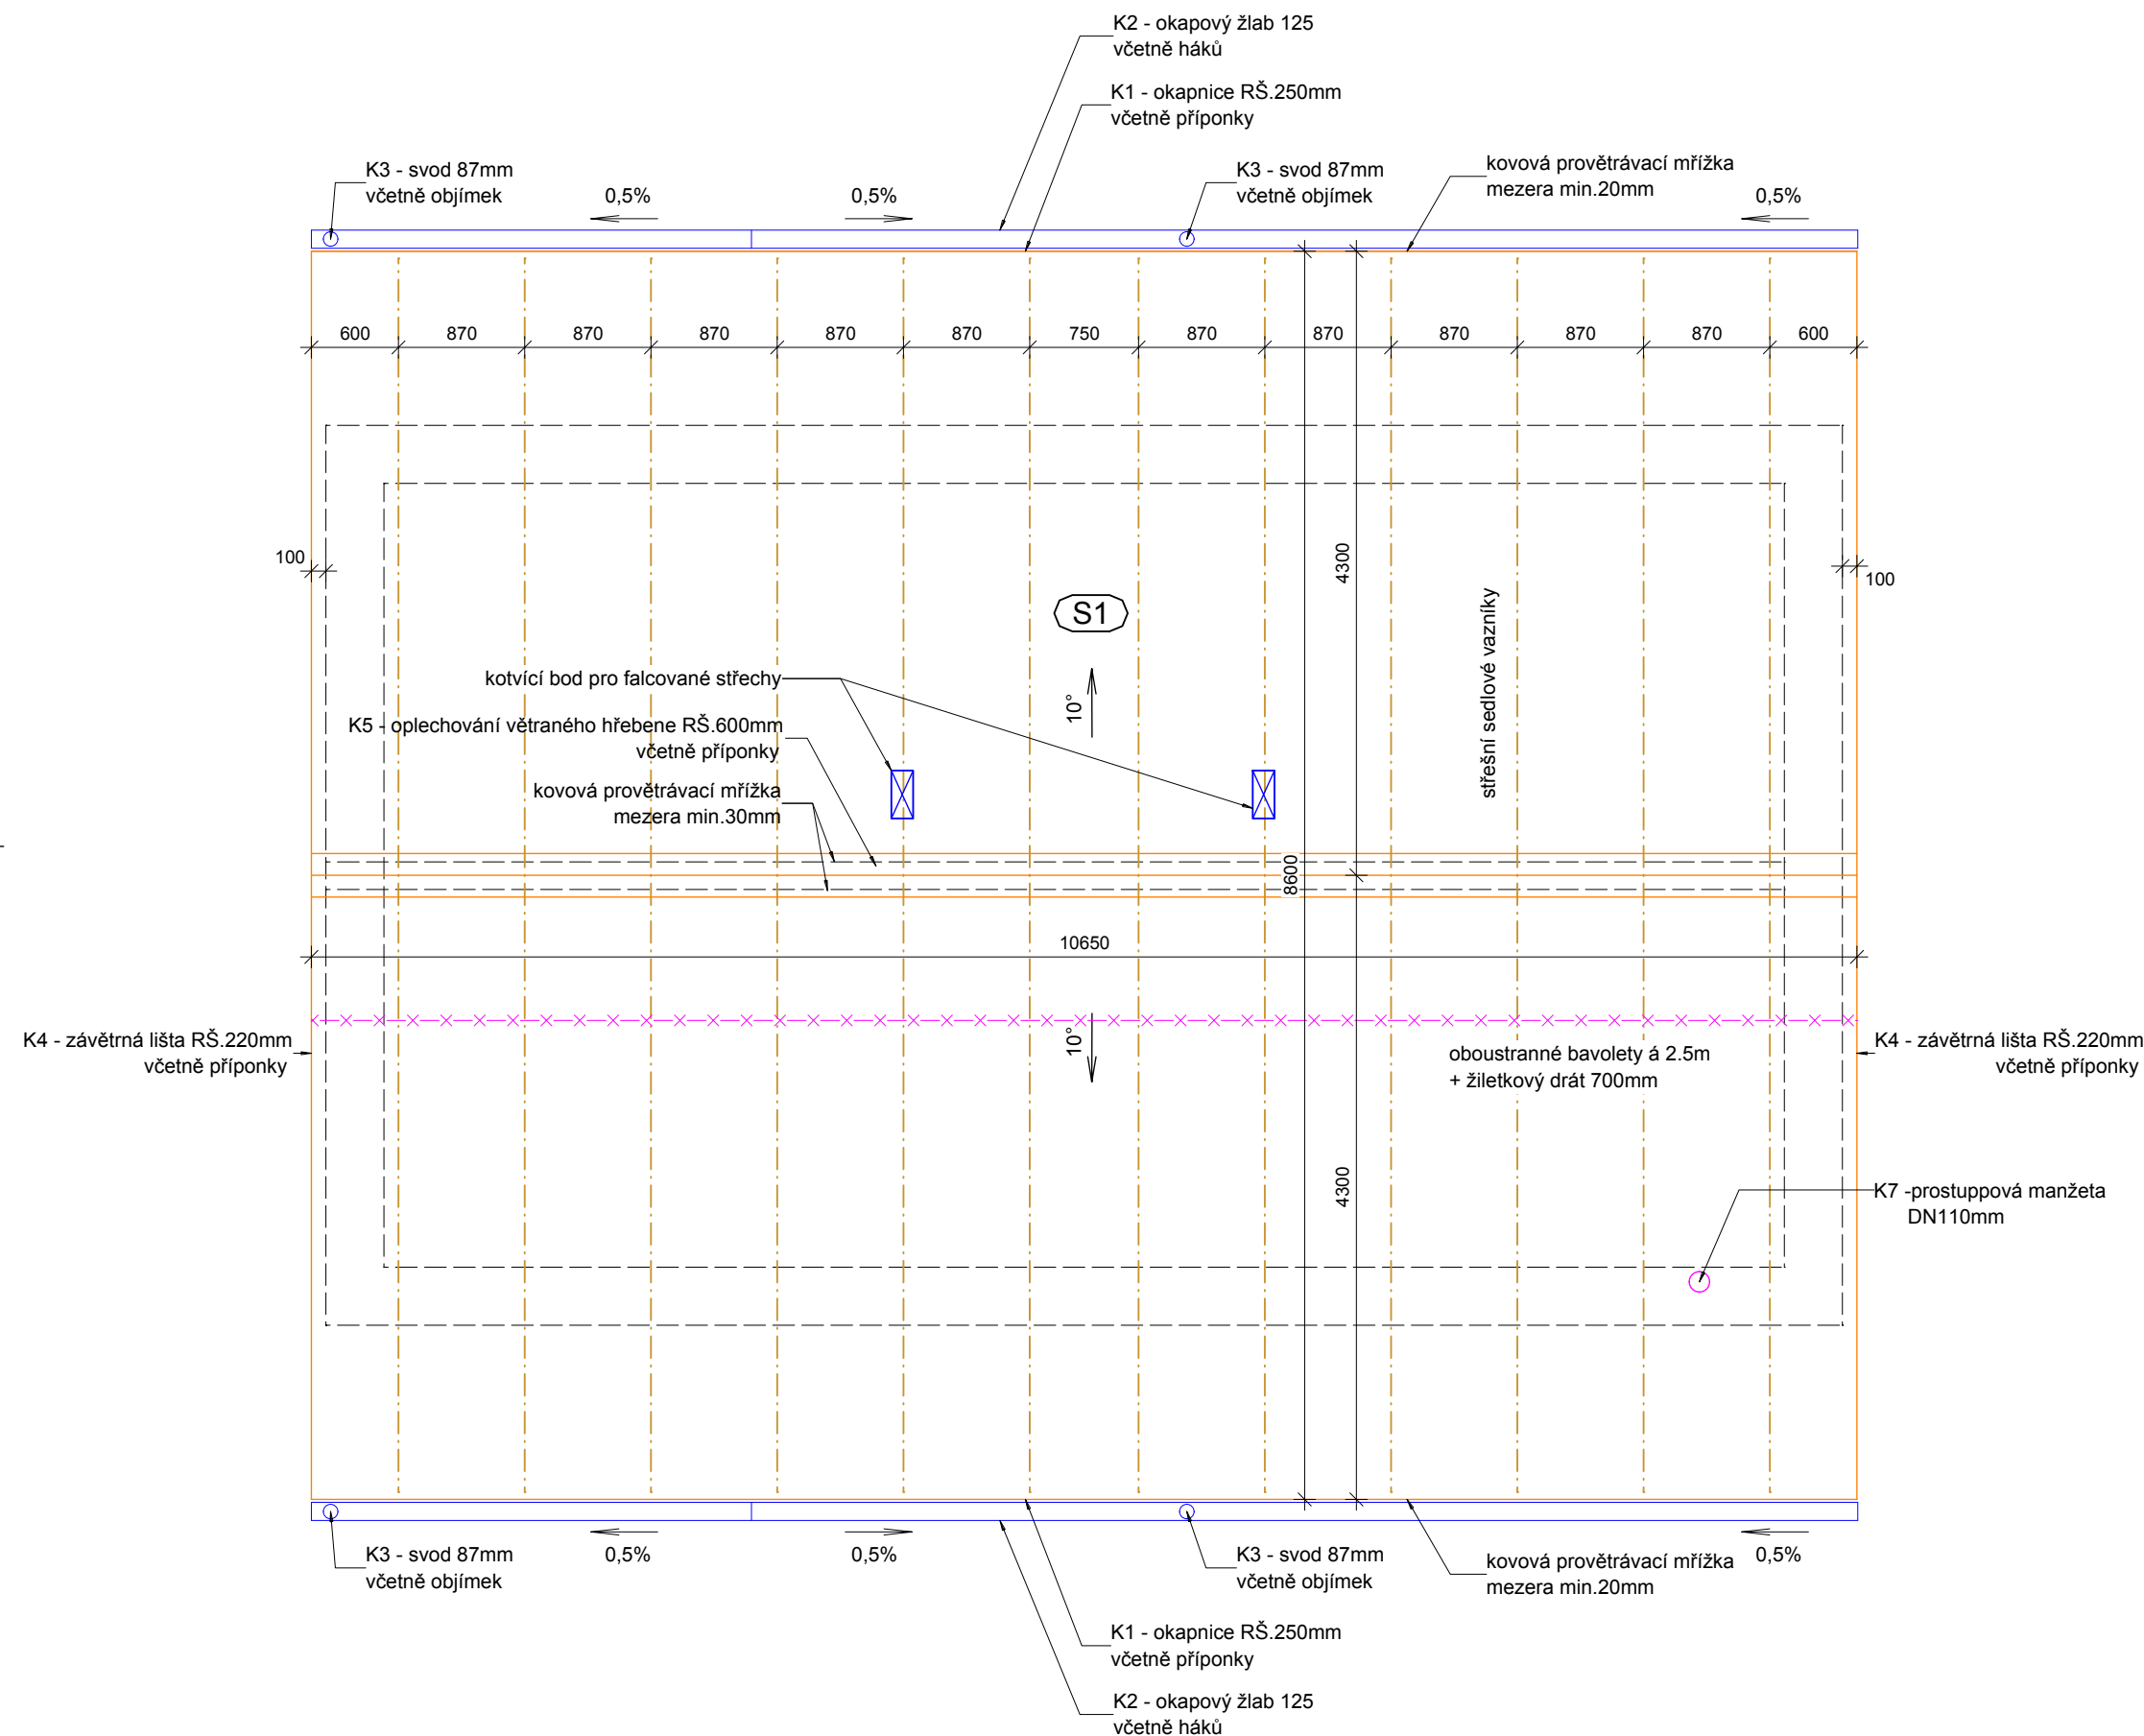 K2 - okapový žlab 125
včetně háků
K1 - okapnice RŠ.250mm
včetně příponky
K3 - svod 87mm
včetně objímek
0,5%
0,5%
K3 - svod 87mm
včetně objímek
kovová provětrávací mřížka
mezera min.20mm
0,5%
600
870
870
870
870
870
750
870
870
870
870
870
600
100
4300
100
S1
střešní sedlové vazníky
kotvící bod pro falcované střechy
10°
K5 - oplechování větraného hřebene RŠ.600mm
včetně příponky
kovová provětrávací mřížka
mezera min.30mm
8600
10650
K4 - závětrná lišta RŠ.220mm
včetně příponky
10°
oboustranné bavolety á 2.5m
+ žiletkový drát 700mm
K4 - závětrná lišta RŠ.220mm
včetně příponky
4300
K7 -prostuppová manžeta
DN110mm
K3 - svod 87mm
včetně objímek
0,5%
0,5%
K3 - svod 87mm
včetně objímek
kovová provětrávací mřížka
mezera min.20mm
0,5%
K1 - okapnice RŠ.250mm
včetně příponky
K2 - okapový žlab 125
včetně háků